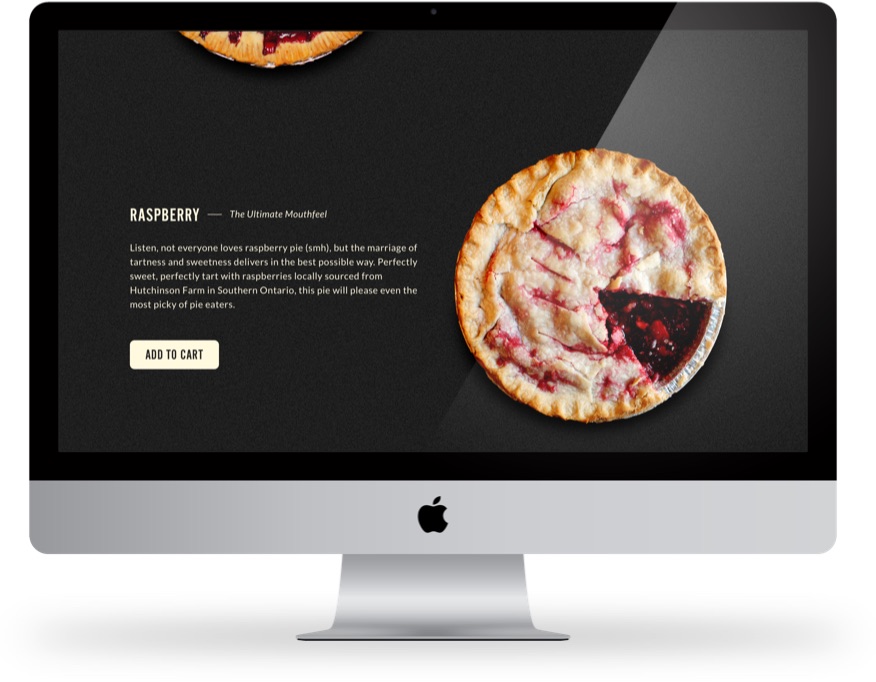 RASPBERRY — The Ultimate Mouthfeel
Listen, not everyone loves raspberry pie (smh), but the marriage of
tartness and sweetness delivers in the best possible way. Perfectly
sweet, perfectly tart with raspberries locally sourced from
Hutchinson Farm in Southern Ontario, this pie will please even the
most picky of pie eaters.
ADD TO CART